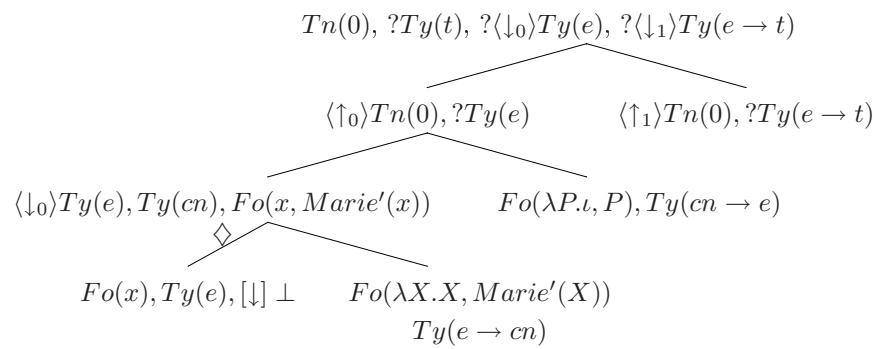 Tn(0), ?Ty(t), ?⟨↓₀⟩Ty(e), ?⟨↓₁⟩Ty(e → t)
⟨↑₀⟩Tn(0), ?Ty(e) ⟨↑₁⟩Tn(0), ?Ty(e → t)
⟨↓₀⟩Ty(e), Ty(cn), Fo(x, Marie′(x)) Fo(λP.ι, P), Ty(cn → e)
♢
Fo(x), Ty(e), [↓] ⊥ Fo(λX.X, Marie′(X))
Ty(e → cn)